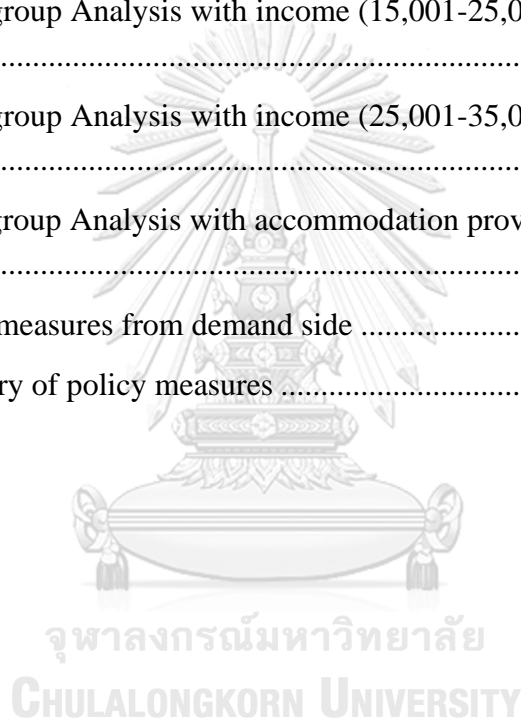 group Analysis with income (15,001-25,0
................................................................
group Analysis with income (25,001-35,0
................................................................
group Analysis with accommodation prov
................................................................
measures from demand side ......................
ry of policy measures ..................................
จุฬาลงกรณ์มหาวิทยาลัย
CHULALONGKORN UNIVERSITY